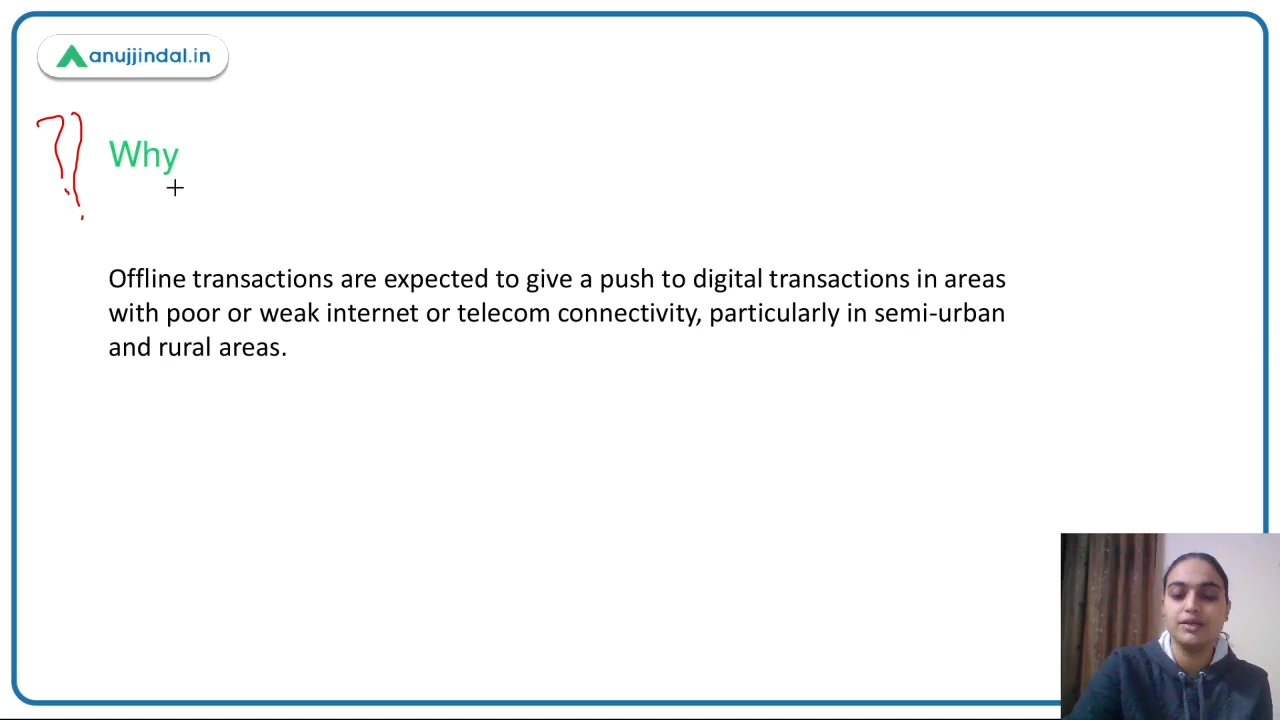 anujjindal.in
??
Why
Offline transactions are expected to give a push to digital transactions in areas
with poor or weak internet or telecom connectivity, particularly in semi-urban
and rural areas.